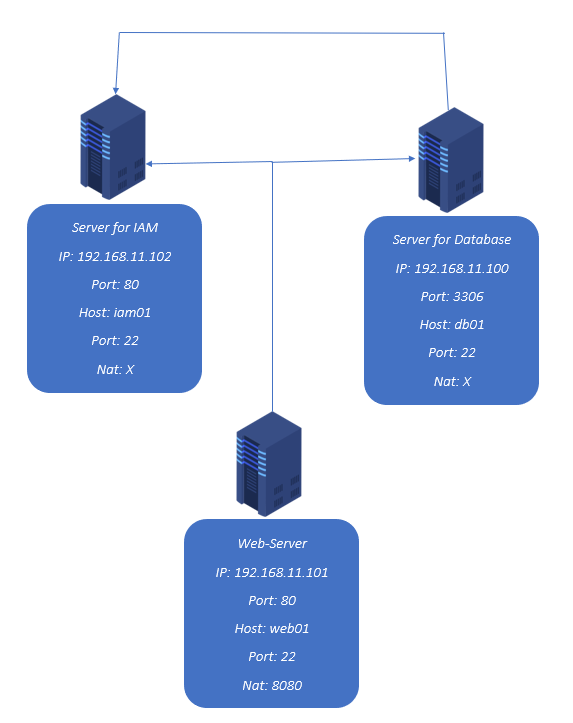 Server for IAM
IP: 192.168.11.102
Port: 80
Host: iam01
Port: 22
Nat: X
Server for Database
IP: 192.168.11.100
Port: 3306
Host: db01
Port: 22
Nat: X
Web-Server
IP: 192.168.11.101
Port: 80
Host: web01
Port: 22
Nat: 8080